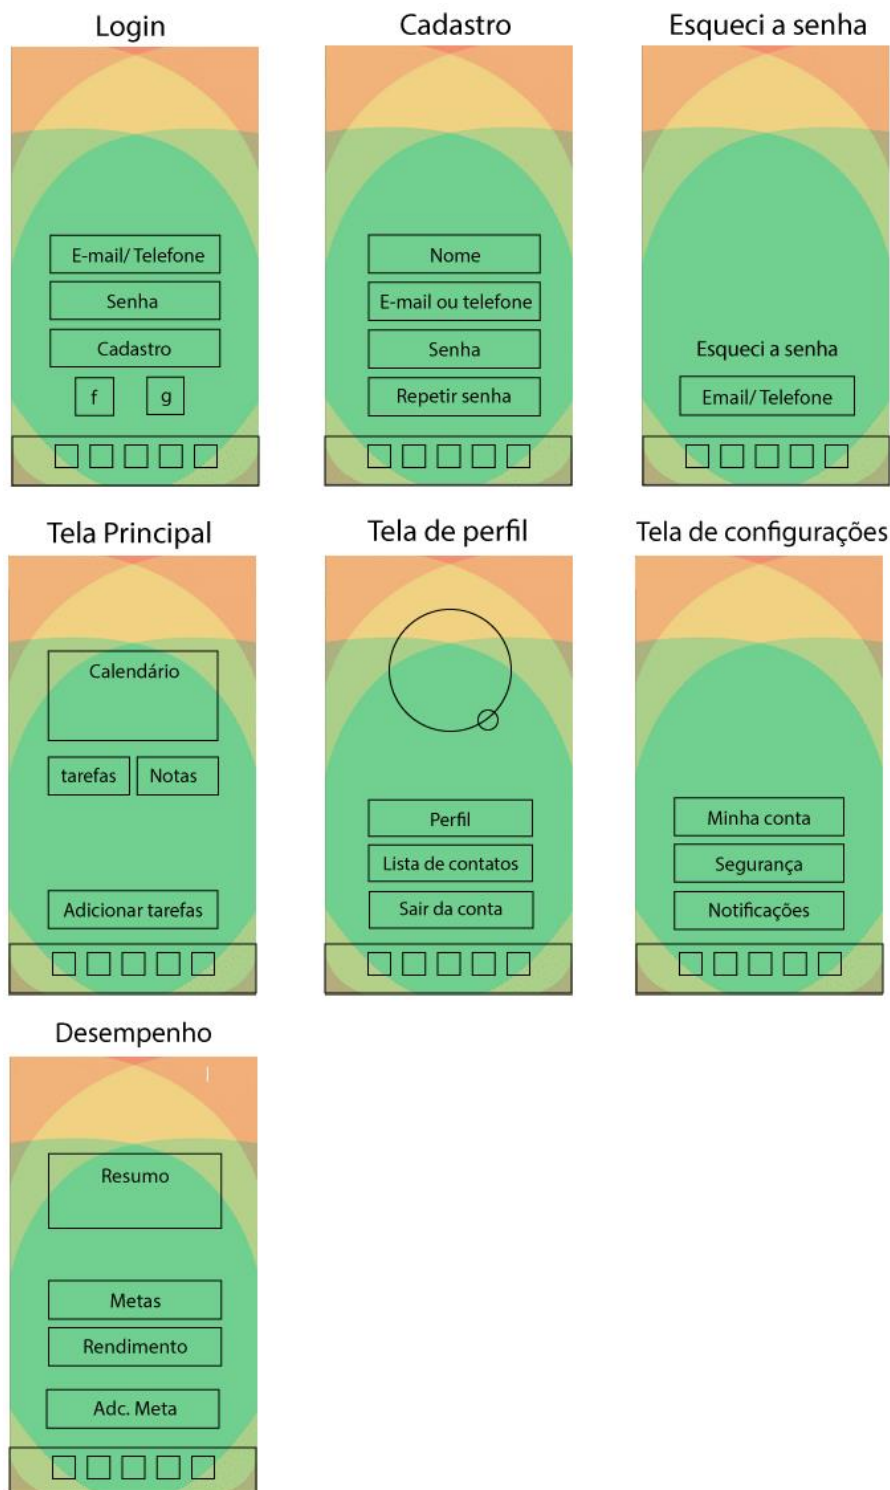 Login
E-mail/ Telefone
Senha
Cadastro
f g
Cadastro
Nome
E-mail ou telefone
Senha
Repetir senha
Esqueci a senha
Esqueci a senha
Email/ Telefone
Tela Principal
Calendário
tarefas Notas
Adicionar tarefas
Tela de perfil
Perfil
Lista de contatos
Sair da conta
Tela de configurações
Minha conta
Segurança
Notificações
Desempenho
Resumo
Metas
Rendimento
Adc. Meta